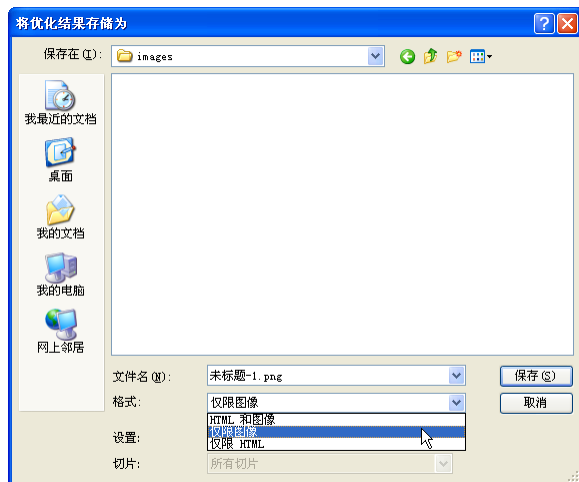 将优化结果存储为
保存在(I):
images
我最近的文档
桌面
我的文档
我的电脑
网上邻居
文件名(N):
未标题-1.png
保存(S)
格式:
仅限图像
取消
HTML 和图像
仅限图像
仅限 HTML
设置:
切片:
所有切片